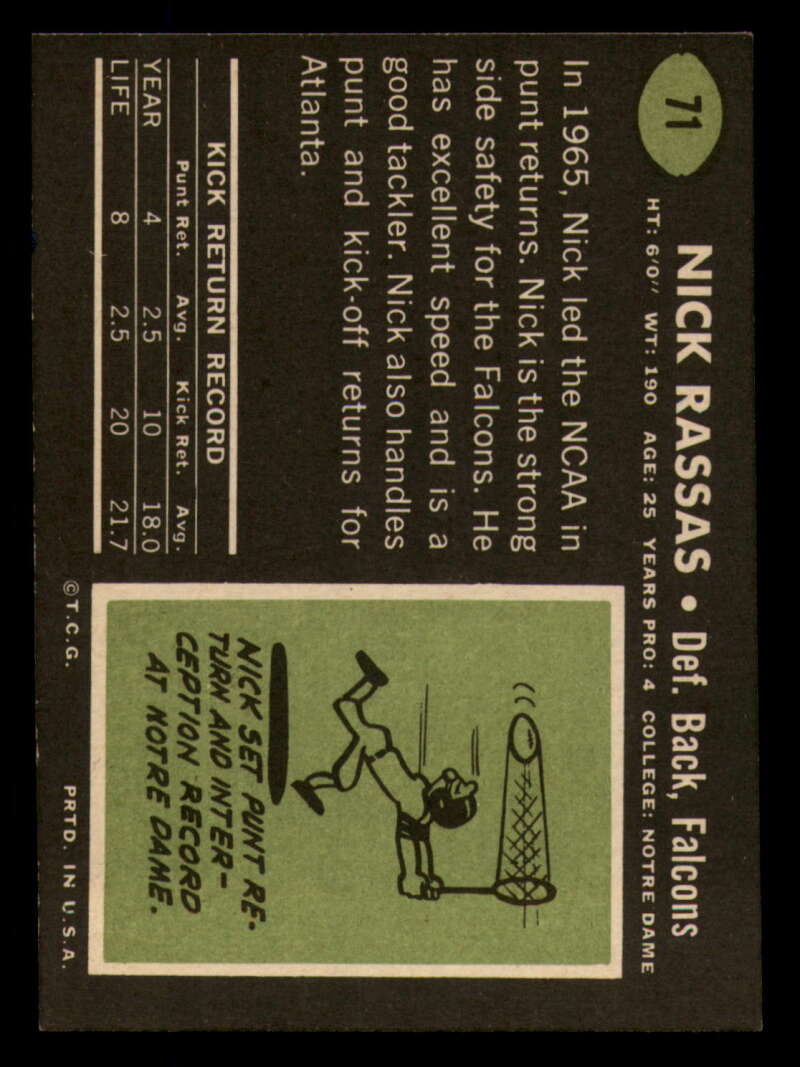 71
NICK RASSAS • Def. Back, Falcons
HT: 6'0" WT: 190 AGE: 25 YEARS PRO: 4 COLLEGE: NOTRE DAME
In 1965, Nick led the NCAA in
punt returns. Nick is the strong
side safety for the Falcons. He
has excellent speed and is a
good tackler. Nick also handles
punt and kick-off returns for
Atlanta.
KICK RETURN RECORD
Punt Ret. Avg. Kick Ret. Avg.
YEAR 4 2.5 10 18.0
LIFE 8 2.5 20 21.7
NICK SET PUNT RE-
TURN AND INTER-
CEPTION RECORD
AT NOTRE DAME.
©T.C.G. PRTD. IN U.S.A.